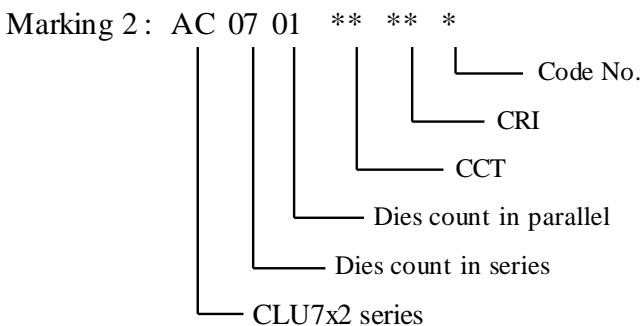 Marking 2 : AC 07 01 ** ** *
Code No.
CRI
CCT
Dies count in parallel
Dies count in series
CLU7x2 series